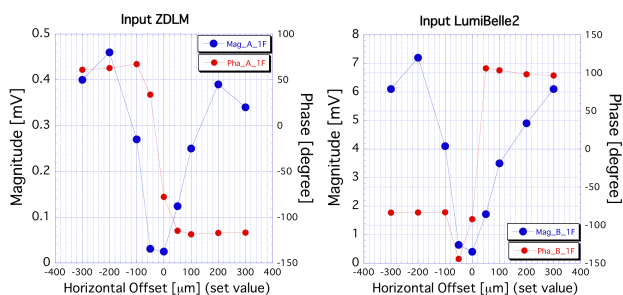 Input ZDLM
Magnitude [mV]
0.5
0.4
0.3
0.2
0.1
0
Mag_A_1F
Pha_A_1F
100
50
0
-50
-100
-150
Phase [degree]
-400 -300 -200 -100 0 100 200 300 400
Horizontal Offset [μm] (set value)
Input LumiBelle2
Magnitude [mV]
8
7
6
5
4
3
2
1
0
Mag_B_1F
Pha_B_1F
150
100
50
0
-50
-100
-150
Phase [degree]
-400 -300 -200 -100 0 100 200 300 400
Horizontal Offset [μm] (set value)